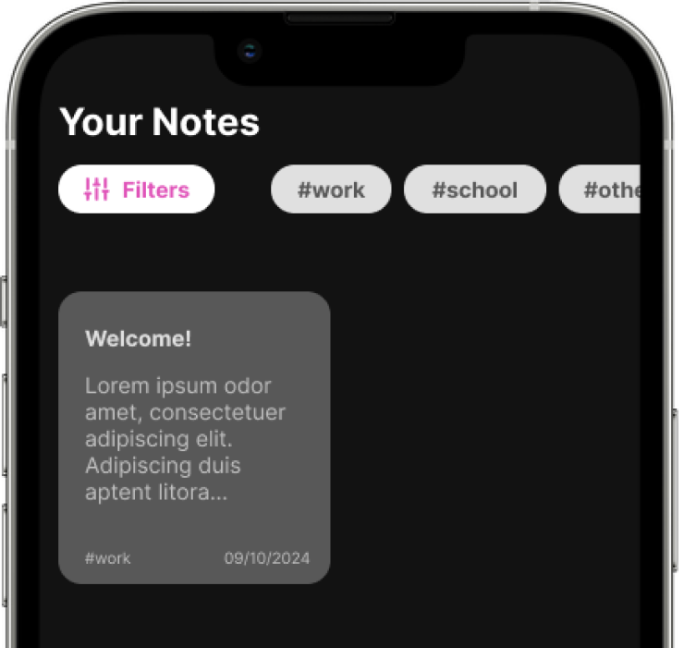 Your Notes
Filters
#work
#school
#othe
Welcome!
Lorem ipsum odor
amet, consectetuer
adipiscing elit.
Adipiscing duis
aptent litora...
#work 09/10/2024